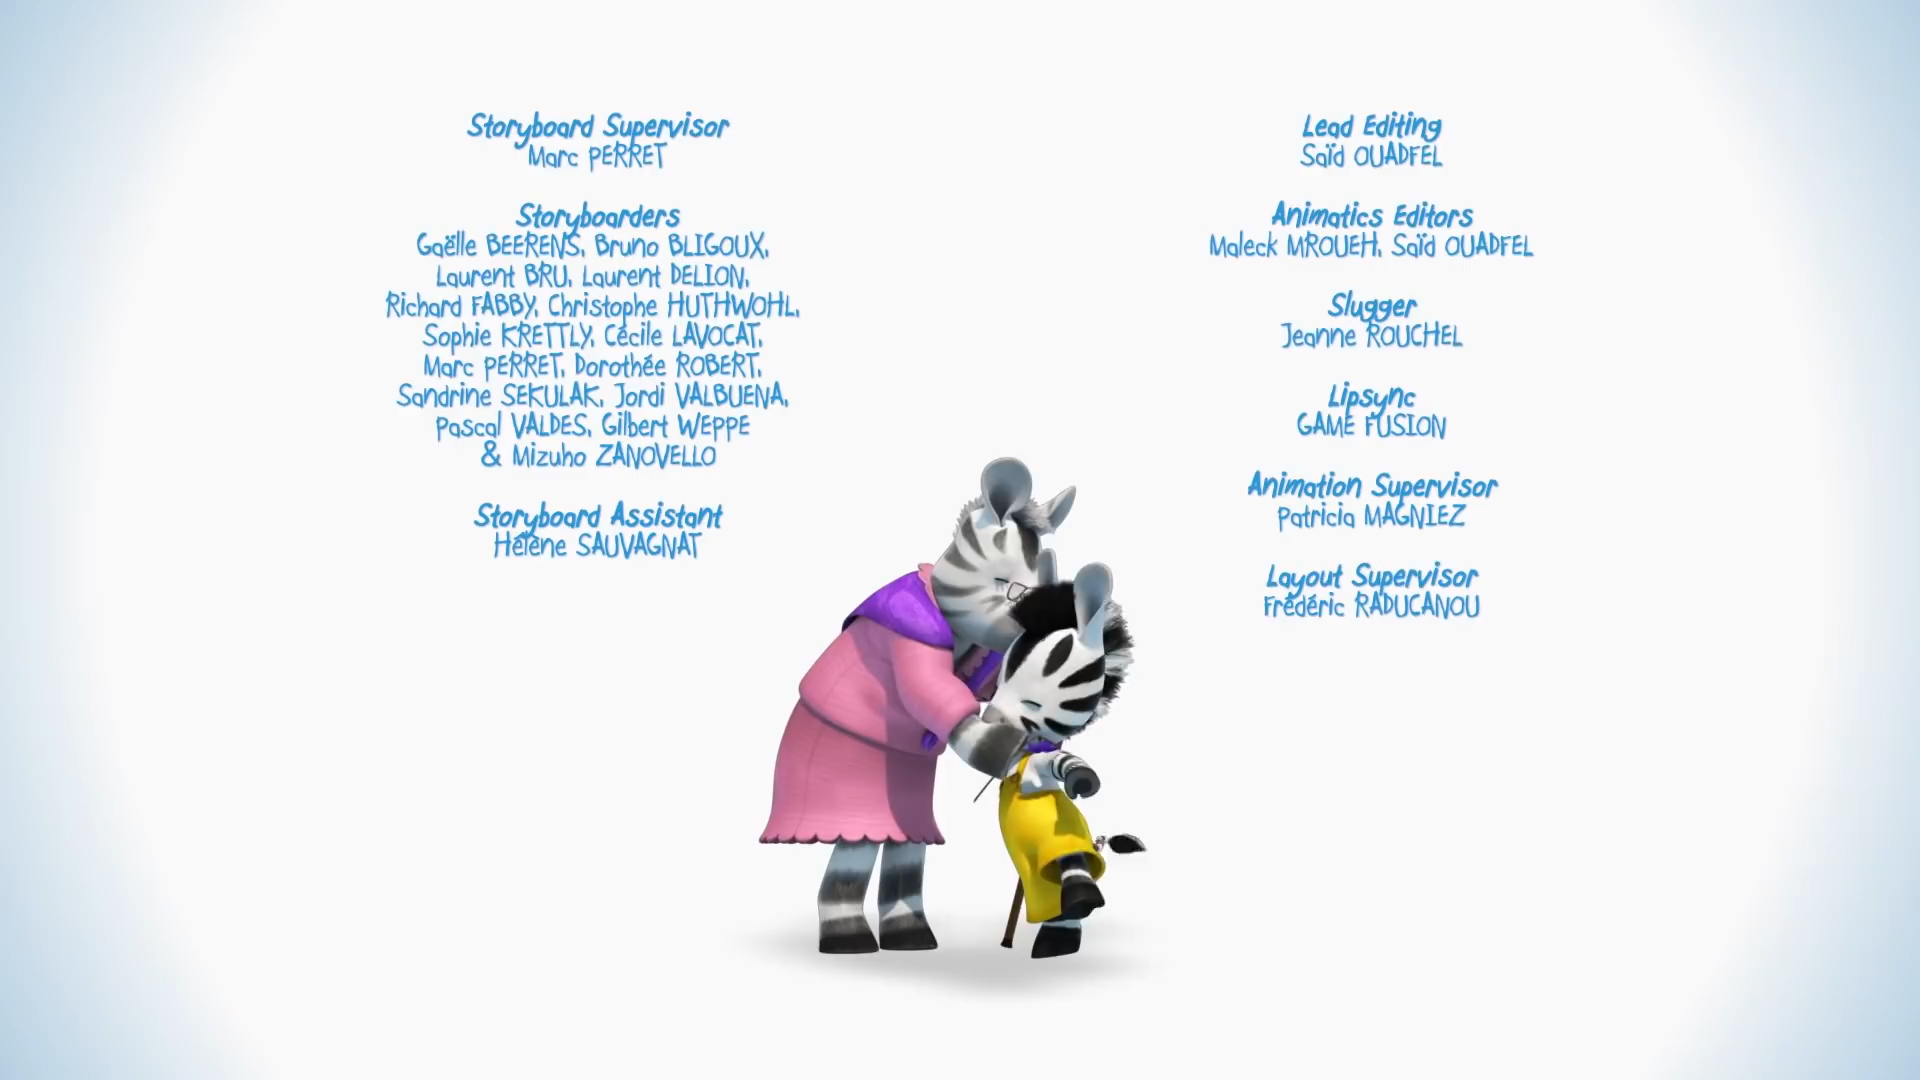 Storyboard Supervisor
Marc PERRET
Storyboarders
Gaëlle BEERENS, Bruno BLIGOUX,
Laurent BRU, Laurent DELION,
Richard FABBY, Christophe HUTHWOHL,
Sophie KRETTLY, Cécile LAVOCAT,
Marc PERRET, Dorothée ROBERT,
Sandrine SEKULAK, Jordi VALBUENA,
Pascal VALDES, Gilbert WEPPE
& Mizuho ZANOVELLO
Storyboard Assistant
Hélène SAUVAGNAT
Lead Editing
Saïd OUADFEL
Animatics Editors
Maleck MROUEH, Saïd OUADFEL
Slugger
Jeanne ROUCHEL
Lipsync
GAME FUSION
Animation Supervisor
Patricia MAGNIEZ
Layout Supervisor
Frédéric RADUCANOU